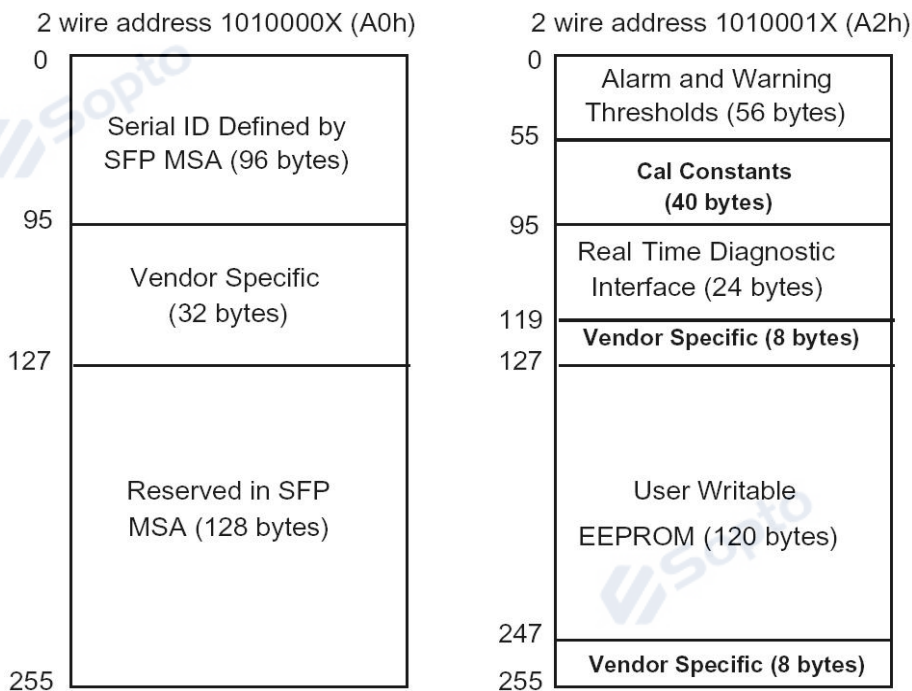 2 wire address 1010000X (A0h)
0
Serial ID Defined by
SFP MSA (96 bytes)
95
Vendor Specific
(32 bytes)
127
Reserved in SFP
MSA (128 bytes)
255
2 wire address 1010001X (A2h)
0
Alarm and Warning
Thresholds (56 bytes)
55
Cal Constants
(40 bytes)
95
Real Time Diagnostic
Interface (24 bytes)
119
Vendor Specific (8 bytes)
127
User Writable
EEPROM (120 bytes)
247
Vendor Specific (8 bytes)
255
Sopto
Sopto